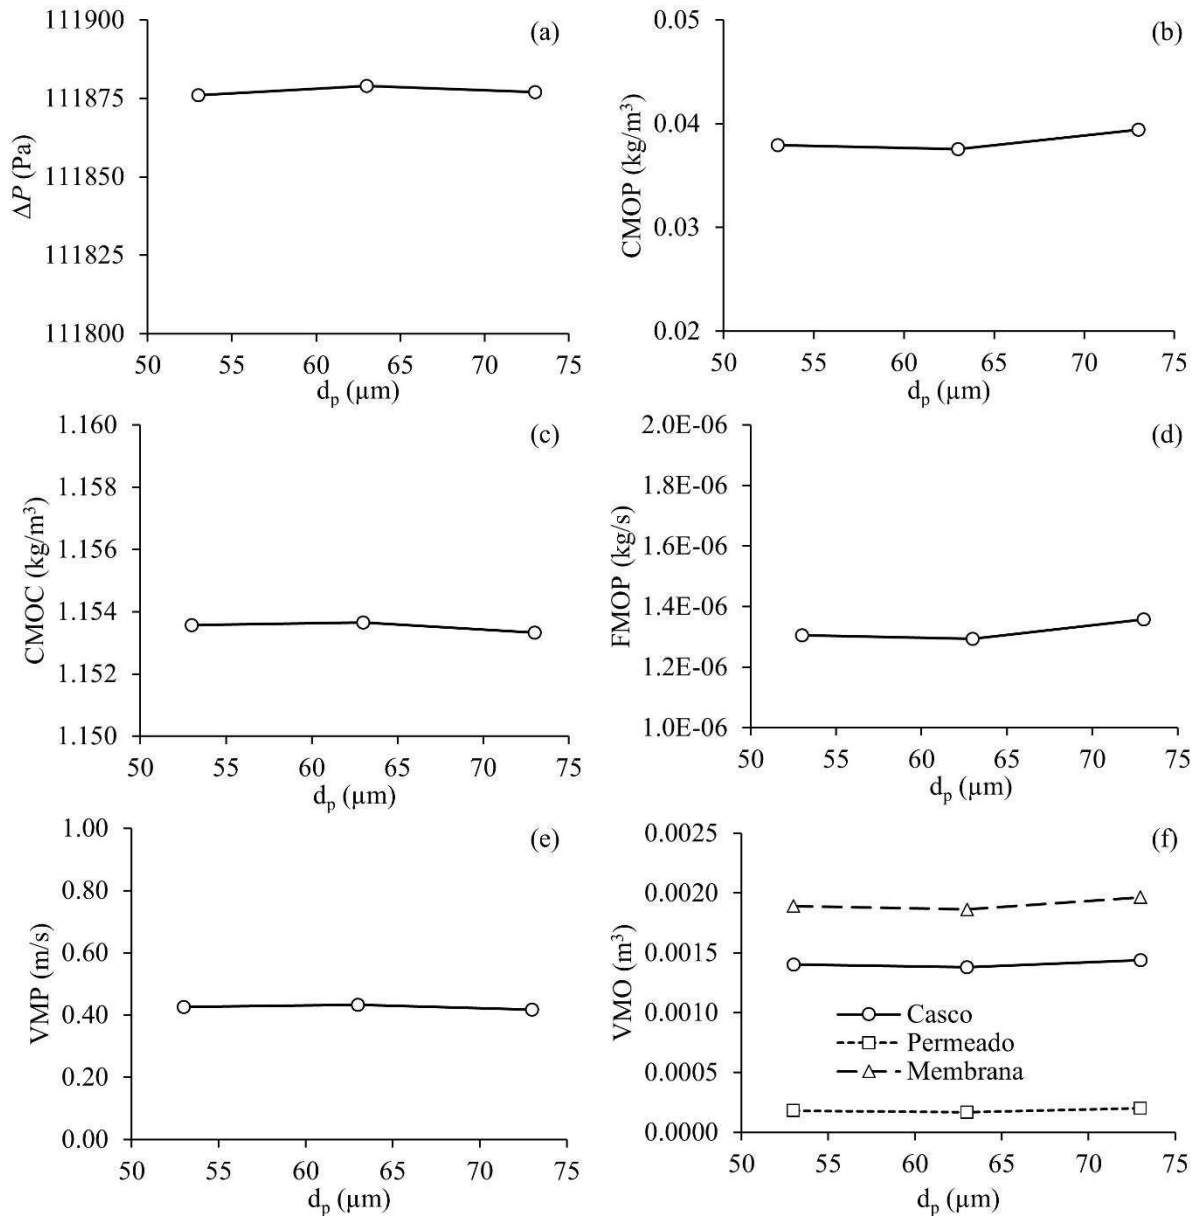 (a)
111900
111875
111850
111825
111800
ΔP (Pa)
50 55 60 65 70 75
dₚ (µm)
(b)
0.05
0.04
0.03
0.02
CMOP (kg/m³)
50 55 60 65 70 75
dₚ (µm)
(c)
1.160
1.158
1.156
1.154
1.152
1.150
CMOC (kg/m³)
50 55 60 65 70 75
dₚ (µm)
(d)
2.0E-06
1.8E-06
1.6E-06
1.4E-06
1.2E-06
1.0E-06
FMOP (kg/s)
50 55 60 65 70 75
dₚ (µm)
(e)
1.00
0.80
0.60
0.40
0.20
0.00
VMP (m/s)
50 55 60 65 70 75
dₚ (µm)
(f)
0.0025
0.0020
0.0015
0.0010
0.0005
0.0000
VMO (m³)
Casco
Permeado
Membrana
50 55 60 65 70 75
dₚ (µm)